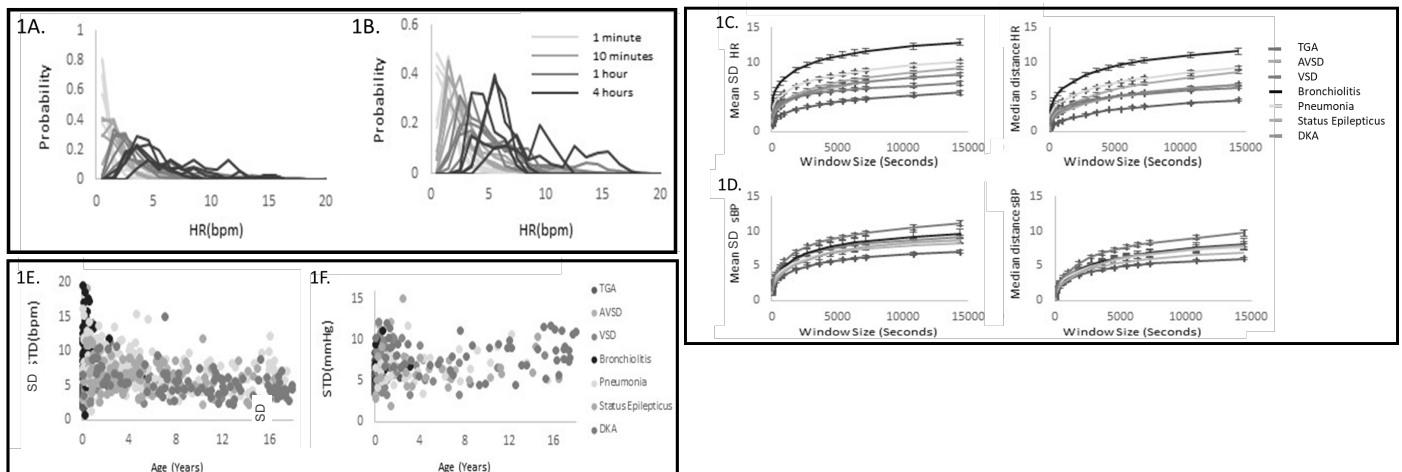 1A.
Probability
1
0.8
0.6
0.4
0.2
0
0 5 10 15 20
HR(bpm)
1B.
Probability
0.6
0.4
0.2
0
0 5 10 15 20
HR(bpm)
1 minute
10 minutes
1 hour
4 hours
1C.
Mean SD HR
15
10
5
0
0 5000 10000 15000
Window Size (Seconds)
Median distance HR
15
10
5
0
0 5000 10000 15000
Window Size (Seconds)
TGA
AVSD
VSD
Bronchiolitis
Pneumonia
Status Epilepticus
DKA
1D.
Mean SD sBP
15
10
5
0
0 5000 10000 15000
Window Size (Seconds)
Median distance sBP
15
10
5
0
0 5000 10000 15000
Window Size (Seconds)
1E.
SD STD(bpm)
20
15
10
5
0
0 4 8 12 16
SD
Age (Years)
1F.
STD(mmHg)
15
10
5
0
0 4 8 12 16
Age (Years)
TGA
AVSD
VSD
Bronchiolitis
Pneumonia
Status Epilepticus
DKA